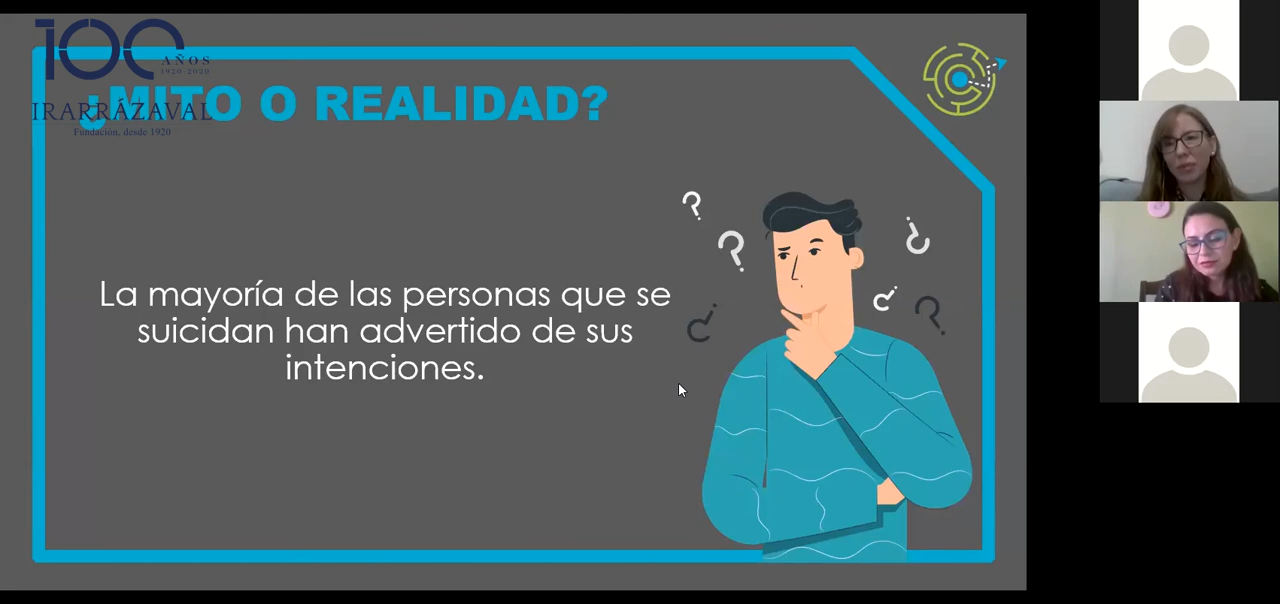 100
AÑOS
1920-2020
IRARRÁZAVAL
Fundación, desde 1920
¿MITO O REALIDAD?
La mayoría de las personas que se
suicidan han advertido de sus
intenciones.